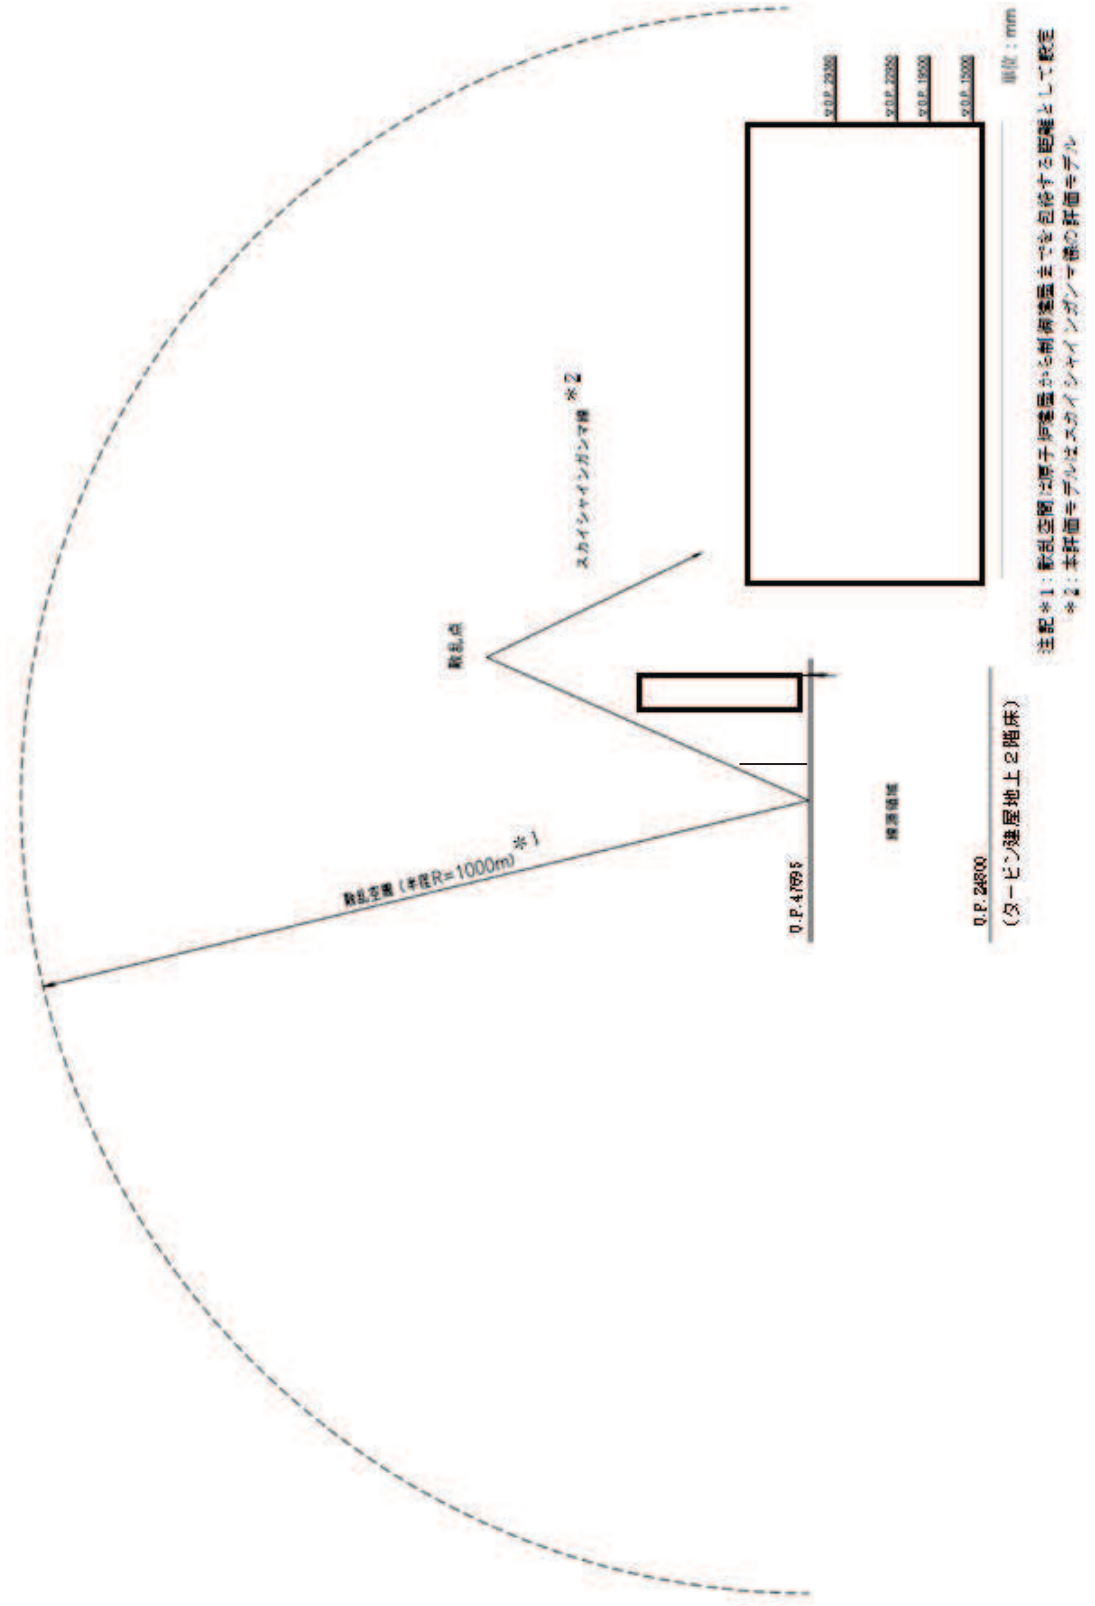 散乱空間(半径R=1000m)*1
散乱点
スカイシャインガンマ線*2
O.P.47695
線源領域
O.P.24800
(タービン建屋地上2階床)
▽O.P.22950
▽O.P.19500
▽O.P.15000
単位:mm
注記*1:散乱空間は原子炉建屋から制御建屋までを包絡する距離として設定
*2:本評価モデルはスカイシャインガンマ線の評価モデル